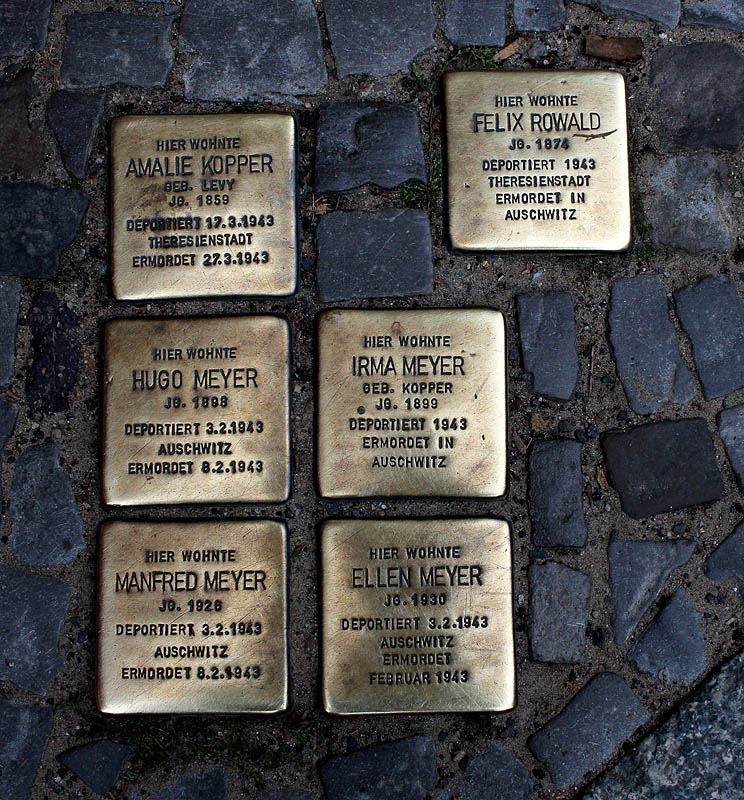 HIER WOHNTE
AMALIE KOPPER
GEB. LEVY
JG. 1859
DEPORTIERT 17.3.1943
THERESIENSTADT
ERMORDET 27.3.1943
HIER WOHNTE
FELIX ROWALD
JG. 1874
DEPORTIERT 1943
THERESIENSTADT
ERMORDET IN
AUSCHWITZ
HIER WOHNTE
HUGO MEYER
JG. 1898
DEPORTIERT 3.2.1943
AUSCHWITZ
ERMORDET 8.2.1943
HIER WOHNTE
IRMA MEYER
GEB. KOPPER
JG. 1899
DEPORTIERT 1943
ERMORDET IN
AUSCHWITZ
HIER WOHNTE
MANFRED MEYER
JG. 1926
DEPORTIERT 3.2.1943
AUSCHWITZ
ERMORDET 8.2.1943
HIER WOHNTE
ELLEN MEYER
JG. 1930
DEPORTIERT 3.2.1943
AUSCHWITZ
ERMORDET
FEBRUAR 1943